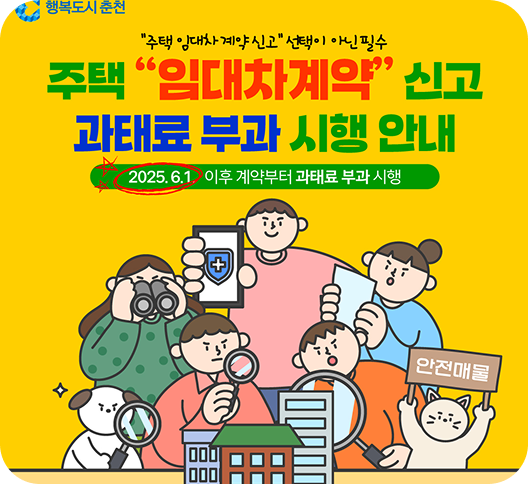 행복도시 춘천
"주택 임대차 계약 신고" 선택이 아닌 필수
주택 “임대차계약” 신고
과태료 부과 시행 안내
2025. 6.1 이후 계약부터 과태료 부과 시행
안전매물